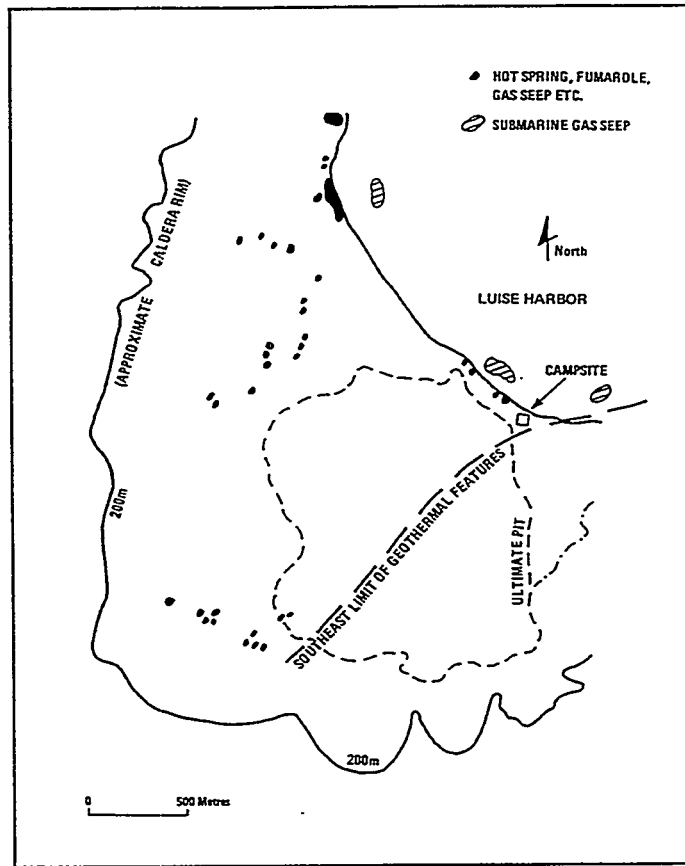 HOT SPRING, FUMAROLE,
GAS SEEP ETC.
SUBMARINE GAS SEEP
(APPROXIMATE CALDERA RIM)
North
LUISE HARBOR
CAMPSITE
200m
SOUTHEAST LIMIT OF GEOTHERMAL FEATURES
ULTIMATE PIT
200m
0 500 Metres